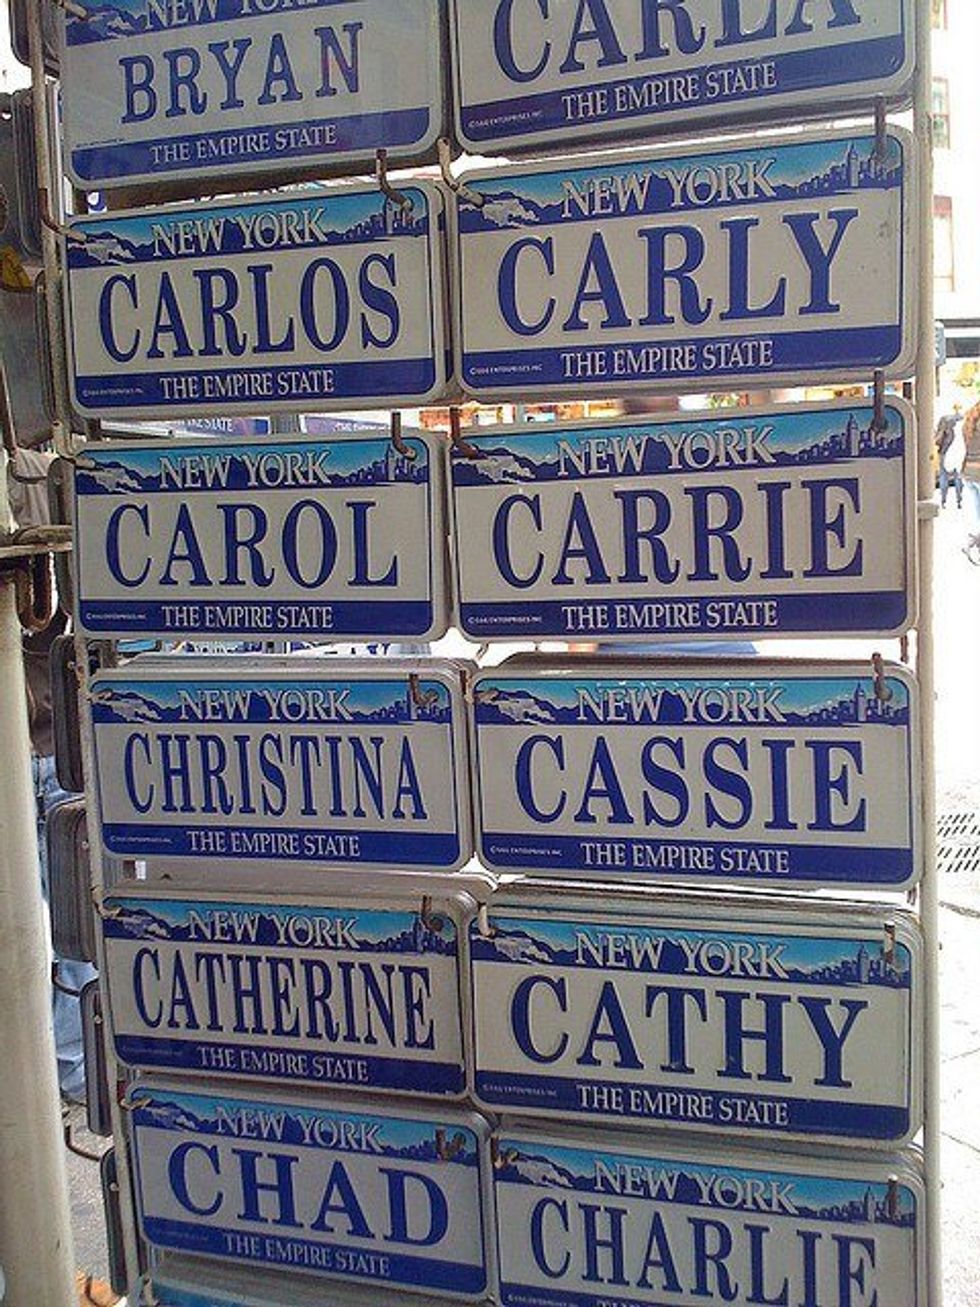 NEW YORK
BRYAN
THE EMPIRE STATE
CARLA
THE EMPIRE STATE
NEW YORK
CARLOS
THE EMPIRE STATE
NEW YORK
CARLY
THE EMPIRE STATE
NEW YORK
CAROL
THE EMPIRE STATE
NEW YORK
CARRIE
THE EMPIRE STATE
NEW YORK
CHRISTINA
THE EMPIRE STATE
NEW YORK
CASSIE
THE EMPIRE STATE
NEW YORK
CATHERINE
THE EMPIRE STATE
NEW YORK
CATHY
THE EMPIRE STATE
NEW YORK
CHAD
THE EMPIRE STATE
NEW YORK
CHARLIE